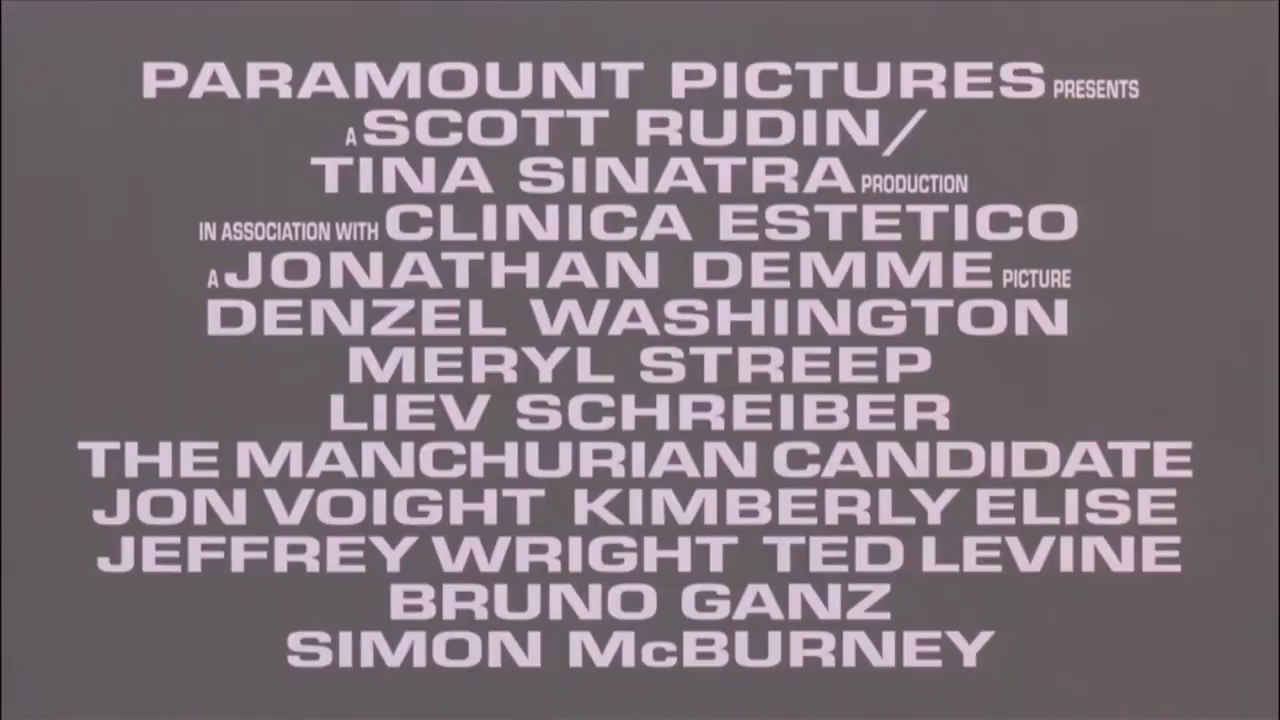 PARAMOUNT PICTURES PRESENTS
A SCOTT RUDIN/
TINA SINATRA PRODUCTION
IN ASSOCIATION WITH CLINICA ESTETICO
A JONATHAN DEMME PICTURE
DENZEL WASHINGTON
MERYL STREEP
LIEV SCHREIBER
THE MANCHURIAN CANDIDATE
JON VOIGHT KIMBERLY ELISE
JEFFREY WRIGHT TED LEVINE
BRUNO GANZ
SIMON McBURNEY